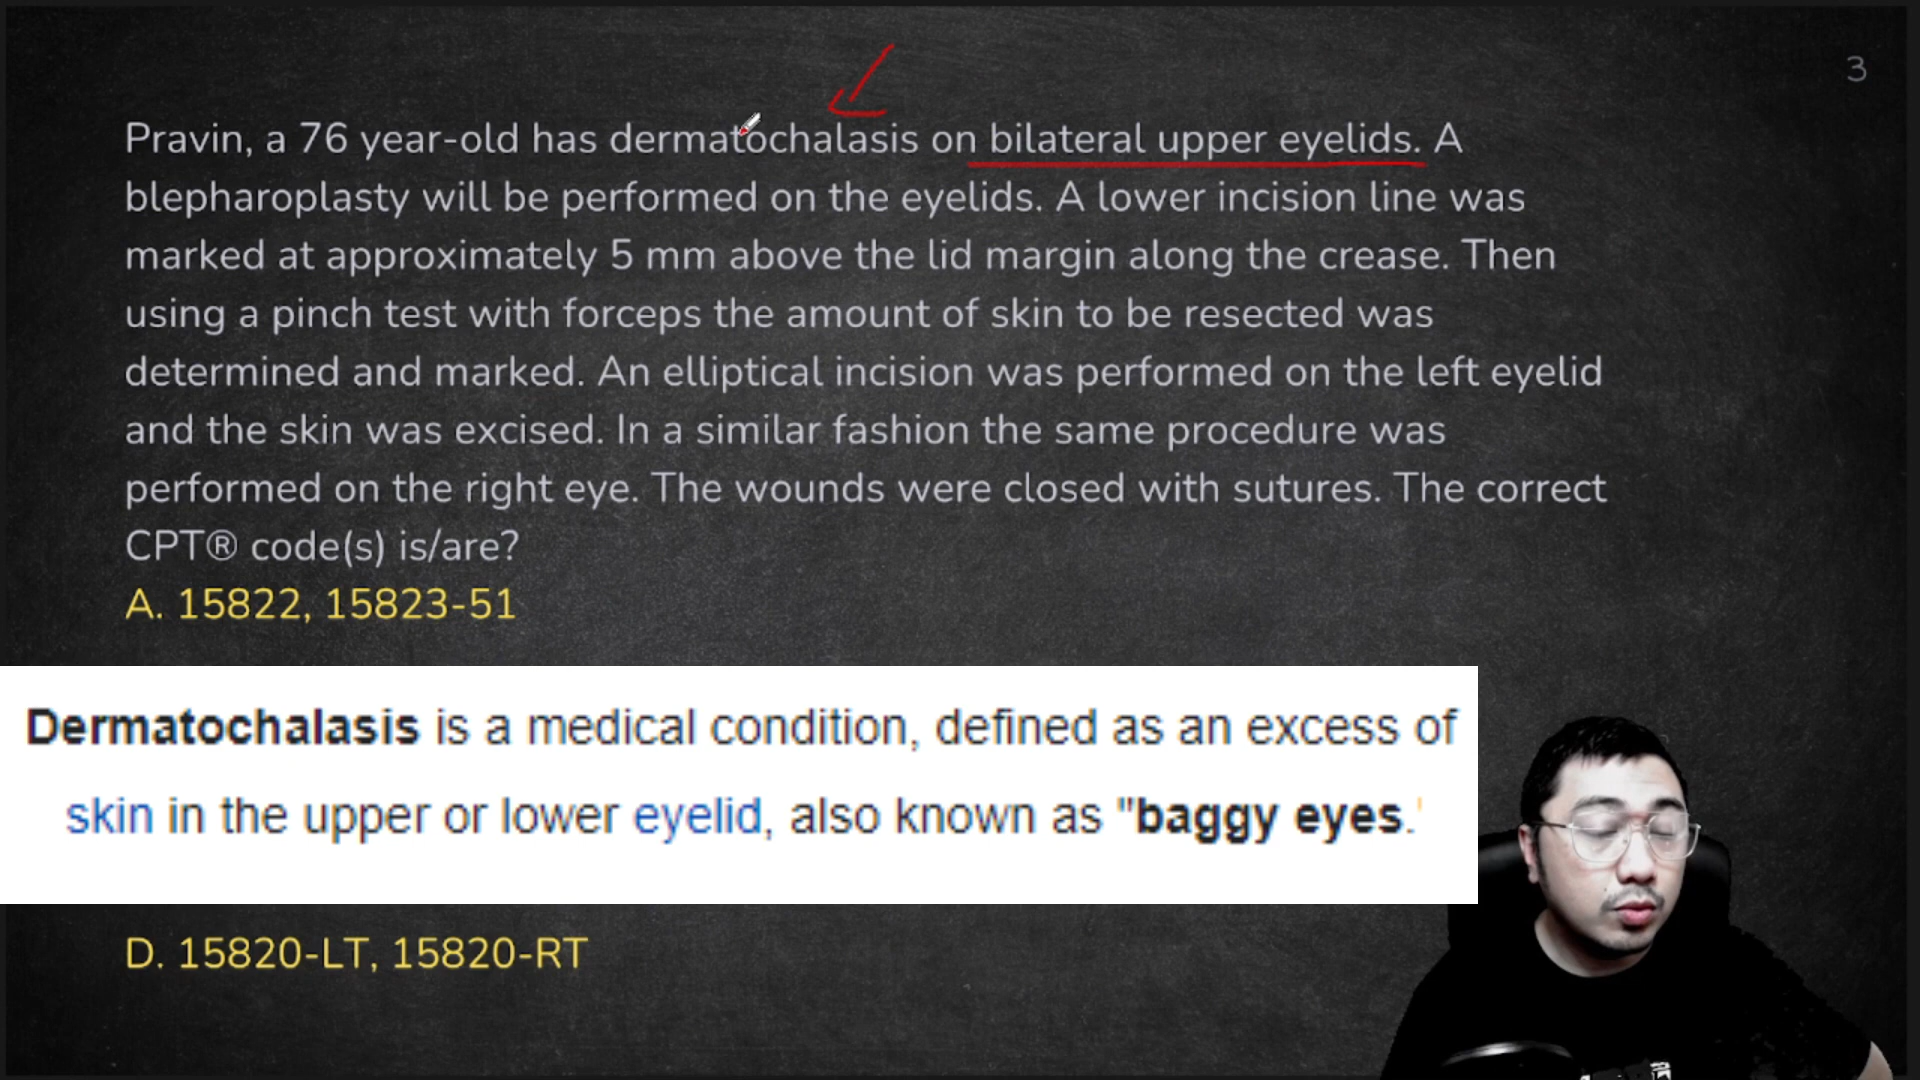 3
Pravin, a 76 year-old has dermatochalasis on bilateral upper eyelids. A
blepharoplasty will be performed on the eyelids. A lower incision line was
marked at approximately 5 mm above the lid margin along the crease. Then
using a pinch test with forceps the amount of skin to be resected was
determined and marked. An elliptical incision was performed on the left eyelid
and the skin was excised. In a similar fashion the same procedure was
performed on the right eye. The wounds were closed with sutures. The correct
CPT® code(s) is/are?
A. 15822, 15823-51
Dermatochalasis is a medical condition, defined as an excess of
skin in the upper or lower eyelid, also known as "baggy eyes.'
D. 15820-LT, 15820-RT